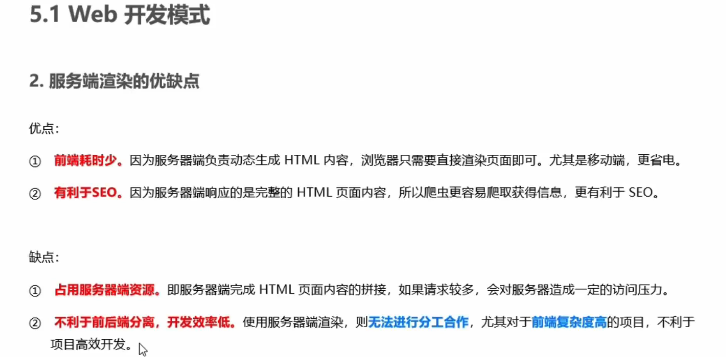 5.1 Web 开发模式
2. 服务端渲染的优缺点
优点：
① 前端耗时少。因为服务器端负责动态生成 HTML 内容，浏览器只需要直接渲染页面即可。尤其是移动端，更省电。
② 有利于SEO。因为服务器端响应的是完整的 HTML 页面内容，所以爬虫更容易爬取获得信息，更有利于 SEO。
缺点：
① 占用服务器端资源。即服务器端完成 HTML 页面内容的拼接，如果请求较多，会对服务器造成一定的访问压力。
② 不利于前后端分离，开发效率低。使用服务器端渲染，则无法进行分工合作，尤其对于前端复杂度高的项目，不利于
项目高效开发。